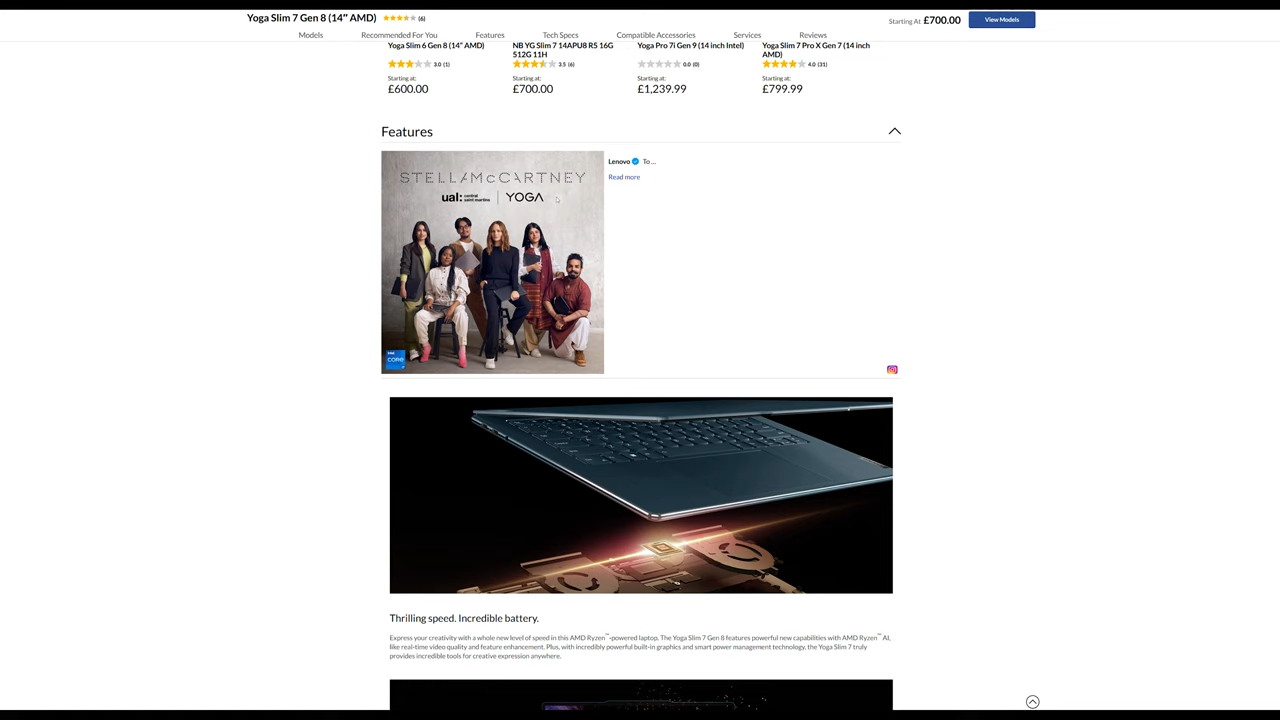 Yoga Slim 7 Gen 8 (14″ AMD) (6)
Starting At £700.00 View Models
Models Recommended For You Features Tech Specs Compatible Accessories Services Reviews
Yoga Slim 6 Gen 8 (14″ AMD)
3.0 (1)
Starting at:
£600.00
NB YG Slim 7 14APU8 R5 16G
512G 11H
3.5 (6)
Starting at:
£700.00
Yoga Pro 7i Gen 9 (14 inch Intel)
0.0 (0)
Starting at:
£1,239.99
Yoga Slim 7 Pro X Gen 7 (14 inch
AMD)
4.0 (31)
Starting at:
£799.99
Features
STELLA McCARTNEY
ual: central
saint martins
YOGA
intel
CORE
Lenovo To ...
Read more
Thrilling speed. Incredible battery.
Express your creativity with a whole new level of speed in this AMD Ryzen™-powered laptop. The Yoga Slim 7 Gen 8 features powerful new capabilities with AMD Ryzen™ AI,
like real-time video quality and feature enhancement. Plus, with incredibly powerful built-in graphics and smart power management technology, the Yoga Slim 7 truly
provides incredible tools for creative expression anywhere.